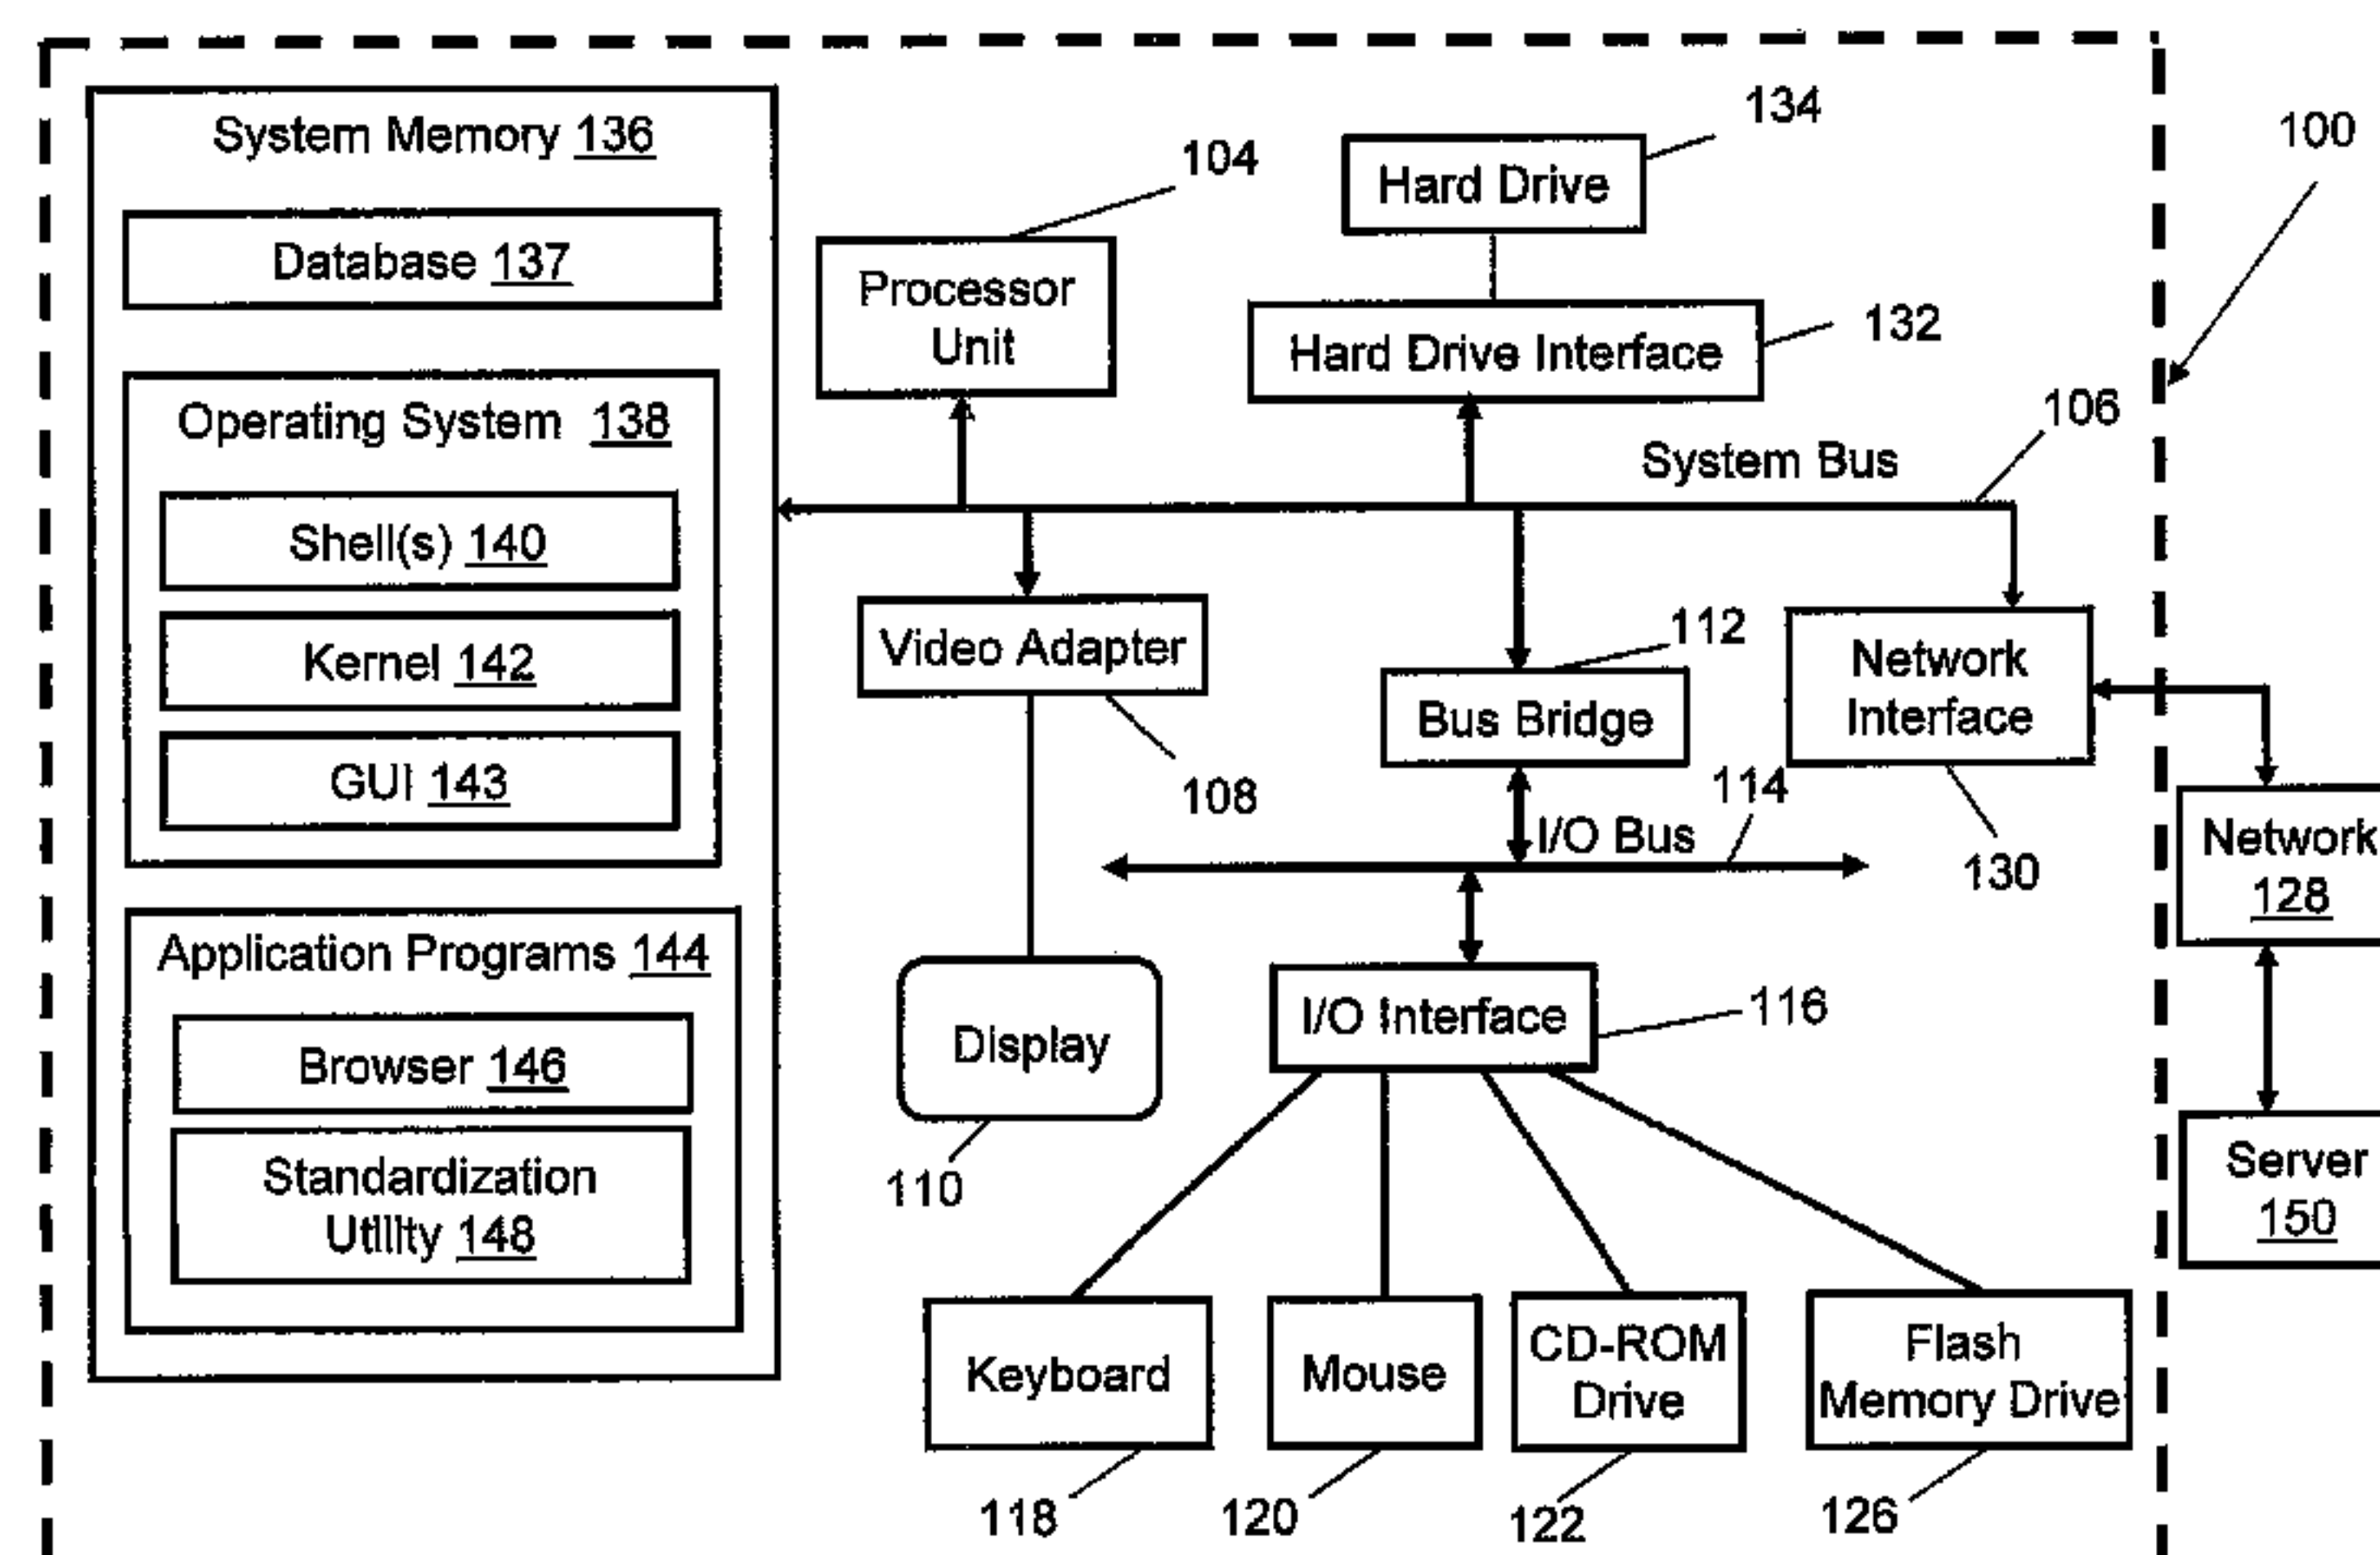 System Memory 136
Database 137
Operating System 138
Shell(s) 140
Kernel 142
GUI 143
Application Programs 144
Browser 146
Standardization
Utility 148
104
Processor
Unit
134
Hard Drive
Hard Drive Interface
132
100
106
System Bus
Video Adapter
108
112
Bus Bridge
Network
Interface
130
114
I/O Bus
Network
128
Display
110
I/O Interface
116
Server
150
Keyboard
118
Mouse
120
CD-ROM
Drive
122
Flash
Memory Drive
126